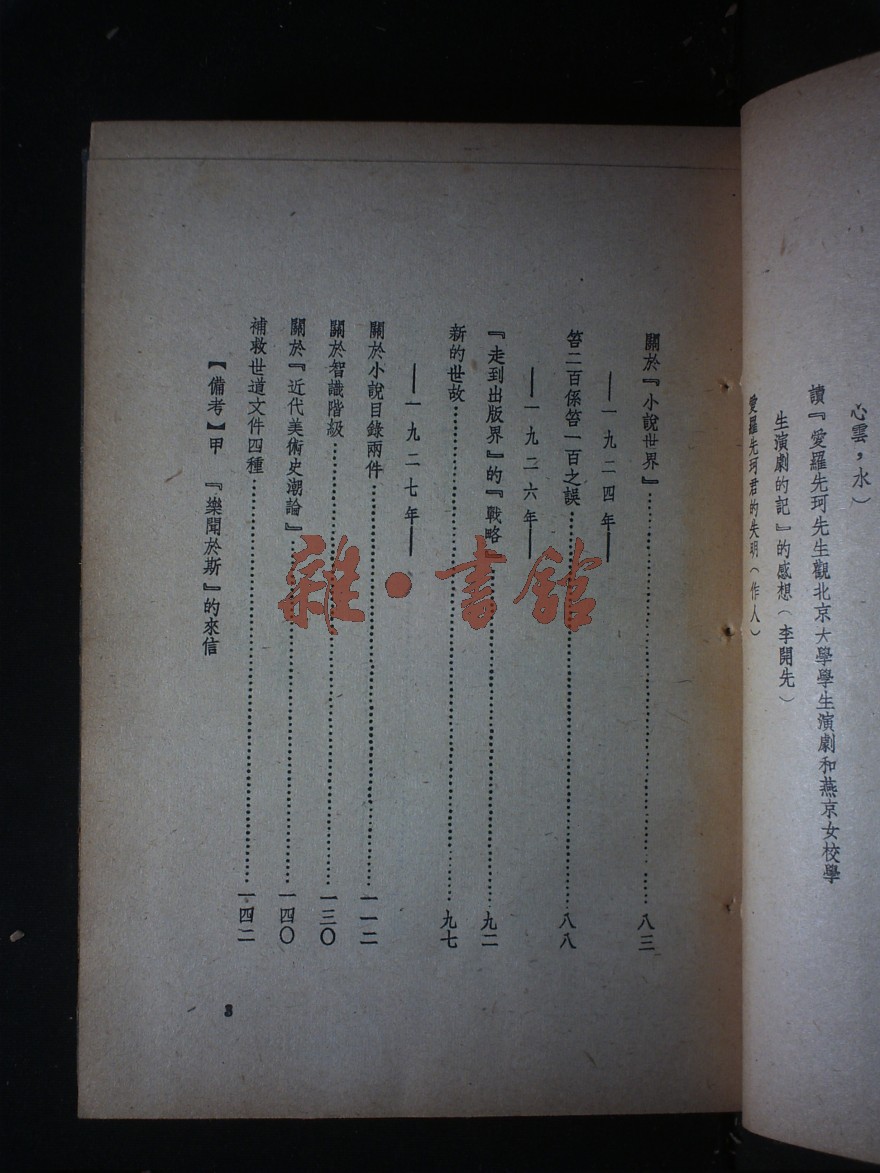 心雲，水）
讀『愛羅先珂先生觀北京大學學生演劇和燕京女校學
生演劇的記』的感想（李開先）
愛羅先珂君的失明（作人）
關於『小說世界』……八三
——一九二四年——
答二百係答一百之誤……八八
——一九二六年——
『走到出版界』的『戰略……九二
新的世故……九七
——一九二七年——
關於小說目錄兩件……一一二
關於智識階級……一三〇
關於『近代美術史潮論』……一四〇
補救世道文件四種……一四二
【備考】甲 『樂聞於斯』的來信
3
雜·書館